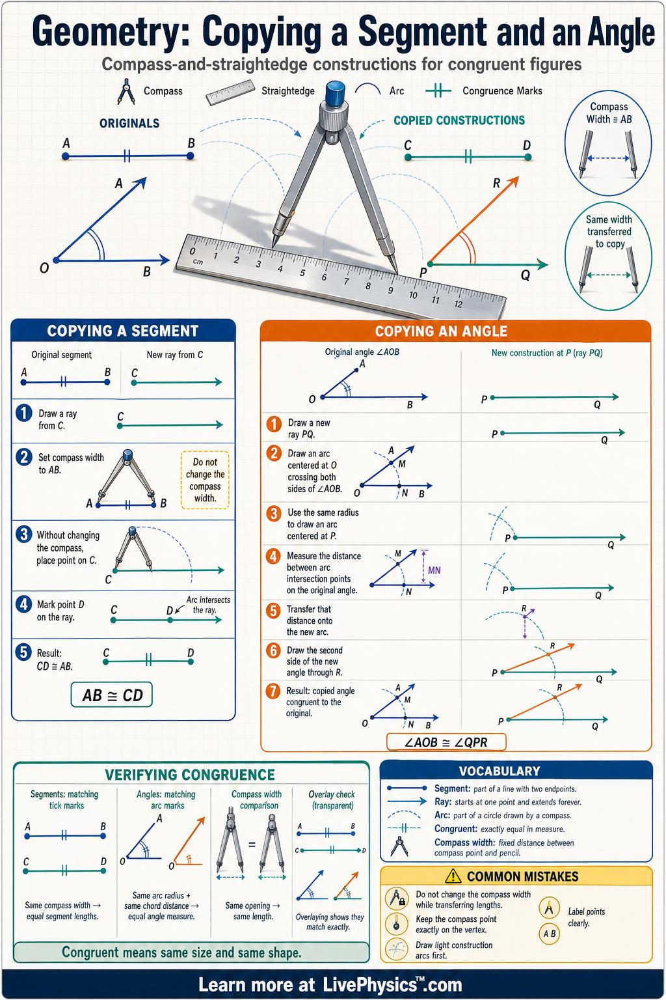 Geometry: Copying a Segment and an Angle
Compass-and-straightedge constructions for congruent figures
Compass
Straightedge
Arc
Congruence Marks
ORIGINALS
A
B
A
O
B
COPIED CONSTRUCTIONS
C
D
R
P
Q
0
cm
1
2
3
4
5
6
7
8
9
10
11
12
Compass
Width ≅ AB
Same width
transferred
to copy
COPYING A SEGMENT
Original segment
New ray from C
A
B
C
1
Draw a ray
from C.
C
2
Set compass width
to AB.
A
B
Do not
change the
compass
width.
3
Without changing
the compass,
place point on C.
C
4
Mark point D
on the ray.
C
D
Arc intersects
the ray.
5
Result:
CD ≅ AB.
C
D
AB ≅ CD
COPYING AN ANGLE
Original angle ∠AOB
New construction at P (ray PQ)
A
O
B
P
Q
1
Draw a new
ray PQ.
P
Q
2
Draw an arc
centered at O
crossing both
sides of ∠AOB.
A
M
O
N
B
3
Use the same radius
to draw an arc
centered at P.
P
Q
4
Measure the distance
between arc
intersection points
on the original angle.
M
MN
N
P
Q
5
Transfer that
distance onto
the new arc.
R
6
Draw the second
side of the new
angle through R.
R
P
Q
7
Result: copied angle
congruent to the
original.
A
M
O
N
B
R
P
Q
∠AOB ≅ ∠QPR
VERIFYING CONGRUENCE
Segments: matching
tick marks
A
B
C
D
Same compass width →
equal segment lengths.
Angles: matching
arc marks
A
O
O
Same arc radius +
same chord distance →
equal angle measure.
Compass width
comparison
=
Same opening →
same length.
Overlay check
(transparent)
A
B
C
D
Overlaying shows they
match exactly.
Congruent means same size and same shape.
VOCABULARY
Segment: part of a line with two endpoints.
Ray: starts at one point and extends forever.
Arc: part of a circle drawn by a compass.
Congruent: exactly equal in measure.
Compass width: fixed distance between
compass point and pencil.
COMMON MISTAKES
Do not change the compass width
while transferring lengths.
Keep the compass point
exactly on the vertex.
Draw light construction
arcs first.
A B
Label points
clearly.
Learn more at LivePhysics™.com